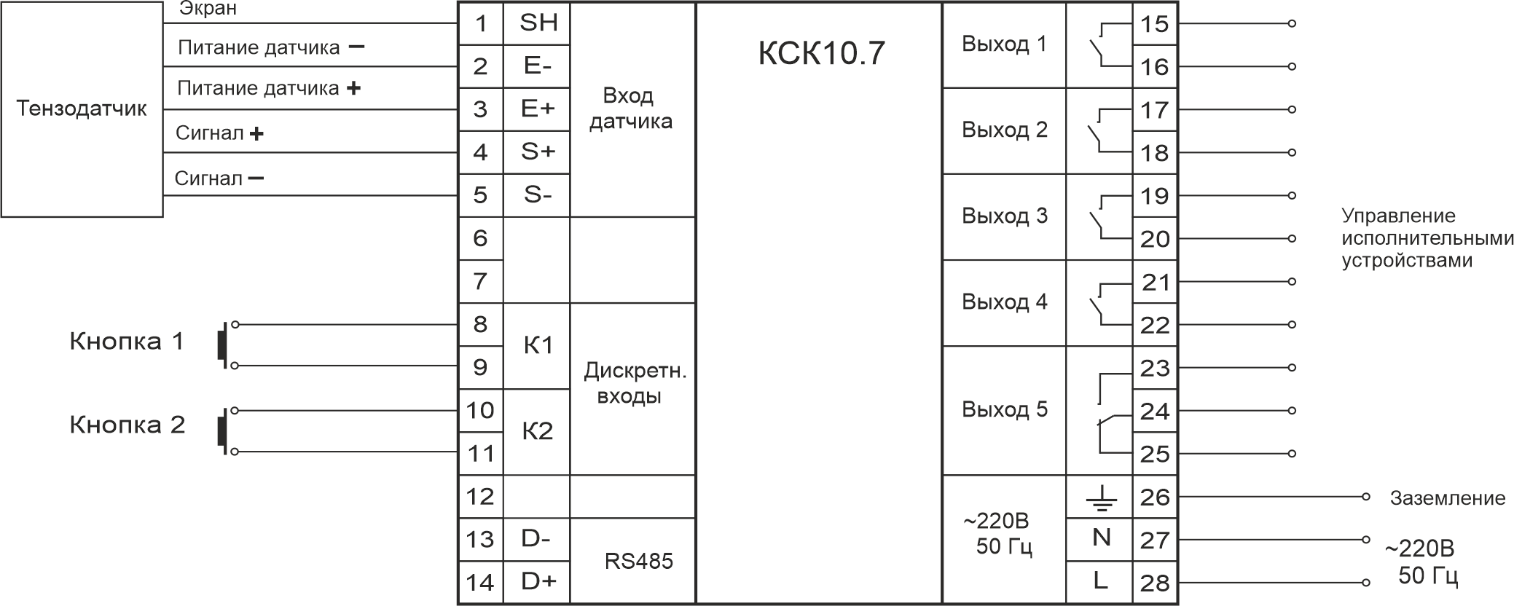 Экран
Питание датчика −
Питание датчика +
Тензодатчик
Сигнал +
Сигнал −
Кнопка 1
Кнопка 2
1 SH
2 E-
3 E+
4 S+
5 S-
Вход
датчика
6
7
8
9
К1
10
11
К2
Дискретн.
входы
12
13 D-
14 D+
RS485
КСК10.7
Выход 1
15
16
Выход 2
17
18
Выход 3
19
20
Выход 4
21
22
Выход 5
23
24
25
~220В
50 Гц
26
N 27
L 28
Управление
исполнительными
устройствами
Заземление
~220В
50 Гц